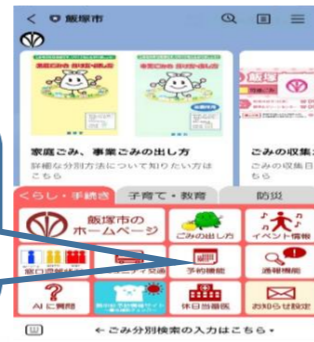 飯塚市
家庭ごみ、事業ごみの出し方
詳細な分別方法について知りたい方は
こちら
ごみの収集
ごみの収集日
ちら
くらし・手続き
子育て・教育
防災
飯塚市の
ホームページ
ごみの出し方
イベント情報
予約機能
通報機能
AIに質問
休日当番医
お知らせ設定
←ごみ分別検索の入力はこちら▾